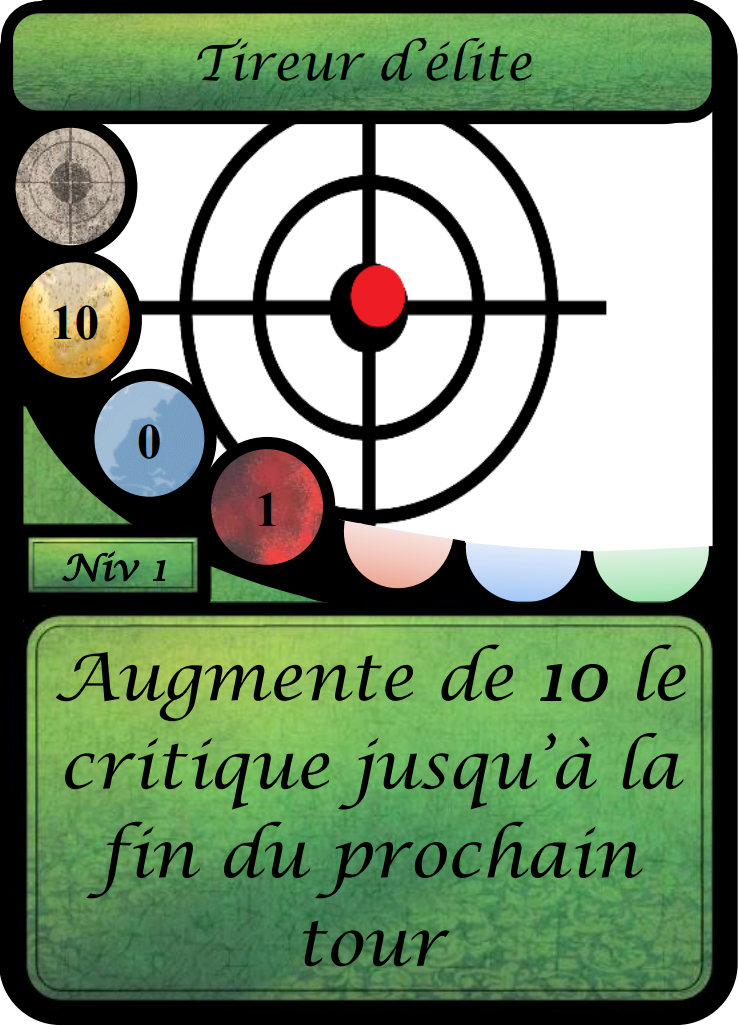 Tireur d'élite
10
0
1
Niv 1
Augmente de 10 le
critique jusqu'à la
fin du prochain
tour